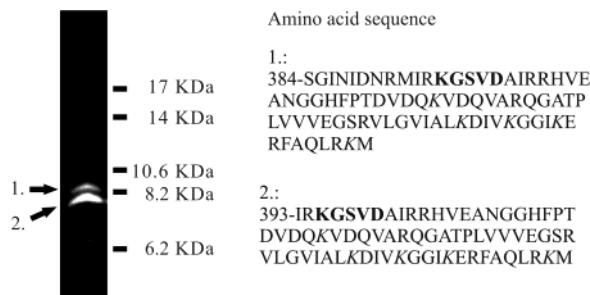 Amino acid sequence
1.:
384-SGINIDNRMIRKGSVDAIRRHVE
ANGGHFPTDVDQKVDQVARQGATP
LVVVEGSRVLGVIALKDIVKGGIKE
RFAQLRKM
2.:
393-IRKGSVDAIRRHVEANGGHFPT
DVDQKVDQVARQGATPLVVVEGSR
VLGVIALKDIVKGGIKERFAQLRKM
17 KDa
14 KDa
10.6 KDa
8.2 KDa
6.2 KDa
1.
2.